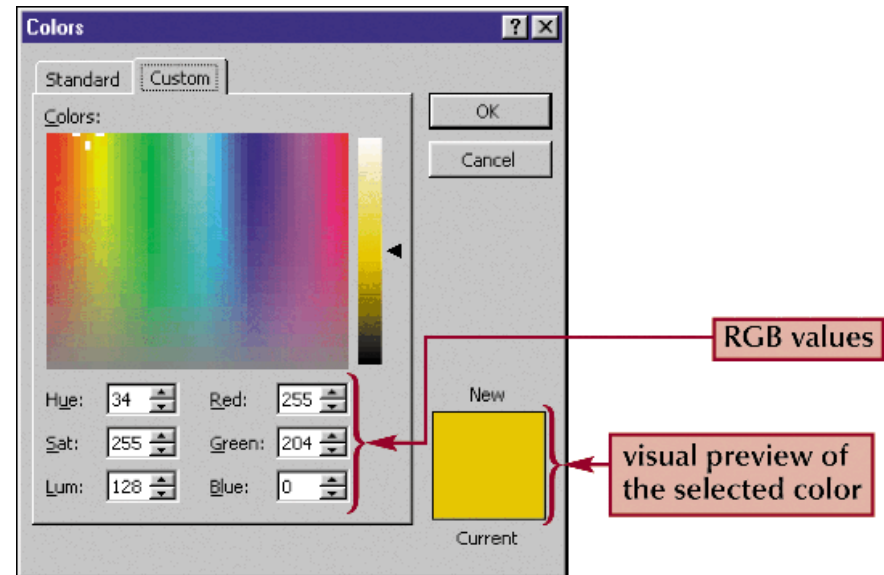 Colors
Standard Custom
Colors:
OK
Cancel
Hue: 34 Red: 255
Sat: 255 Green: 204
Lum: 128 Blue: 0
New
Current
RGB values
visual preview of
the selected color